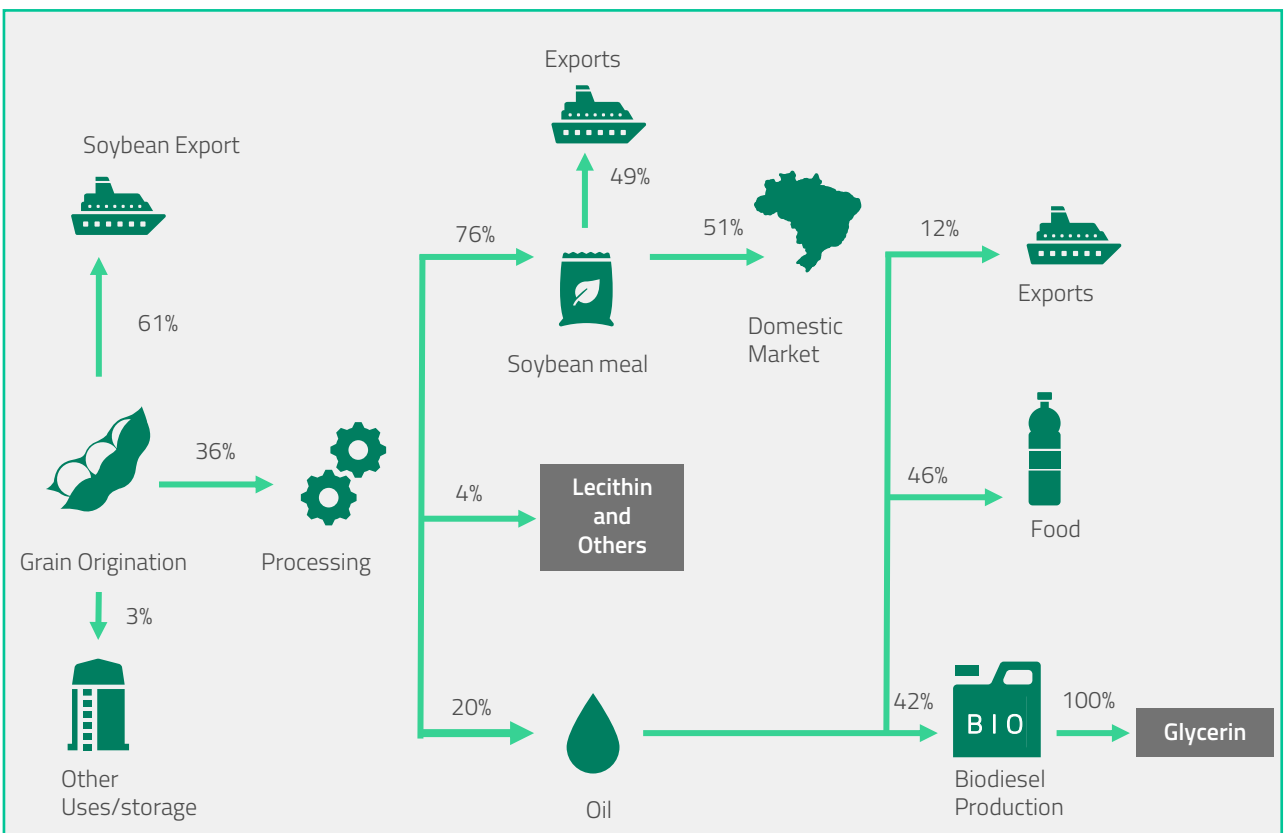 Exports
Soybean Export
49%
76%
51%
12%
Exports
61%
Domestic
Market
Soybean meal
36%
4%
Lecithin
and
Others
46%
Food
Grain Origination
Processing
3%
20%
42%
BIO
100%
Glycerin
Other
Uses/storage
Oil
Biodiesel
Production